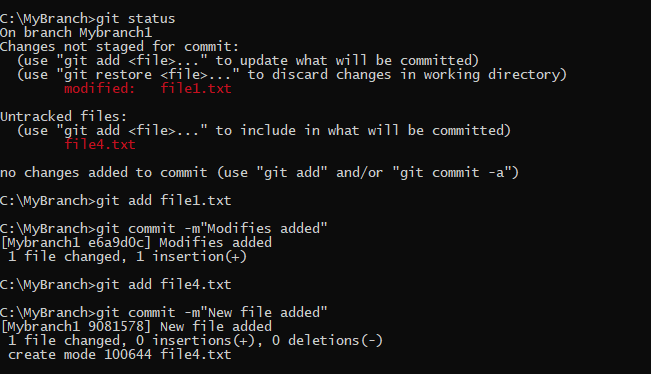 C:\MyBranch>git status
On branch Mybranch1
Changes not staged for commit:
  (use "git add <file>..." to update what will be committed)
  (use "git restore <file>..." to discard changes in working directory)
        modified:   file1.txt
Untracked files:
  (use "git add <file>..." to include in what will be committed)
        file4.txt
no changes added to commit (use "git add" and/or "git commit -a")
C:\MyBranch>git add file1.txt
C:\MyBranch>git commit -m"Modifies added"
[Mybranch1 e6a9d0c] Modifies added
 1 file changed, 1 insertion(+)
C:\MyBranch>git add file4.txt
C:\MyBranch>git commit -m"New file added"
[Mybranch1 9081578] New file added
 1 file changed, 0 insertions(+), 0 deletions(-)
 create mode 100644 file4.txt